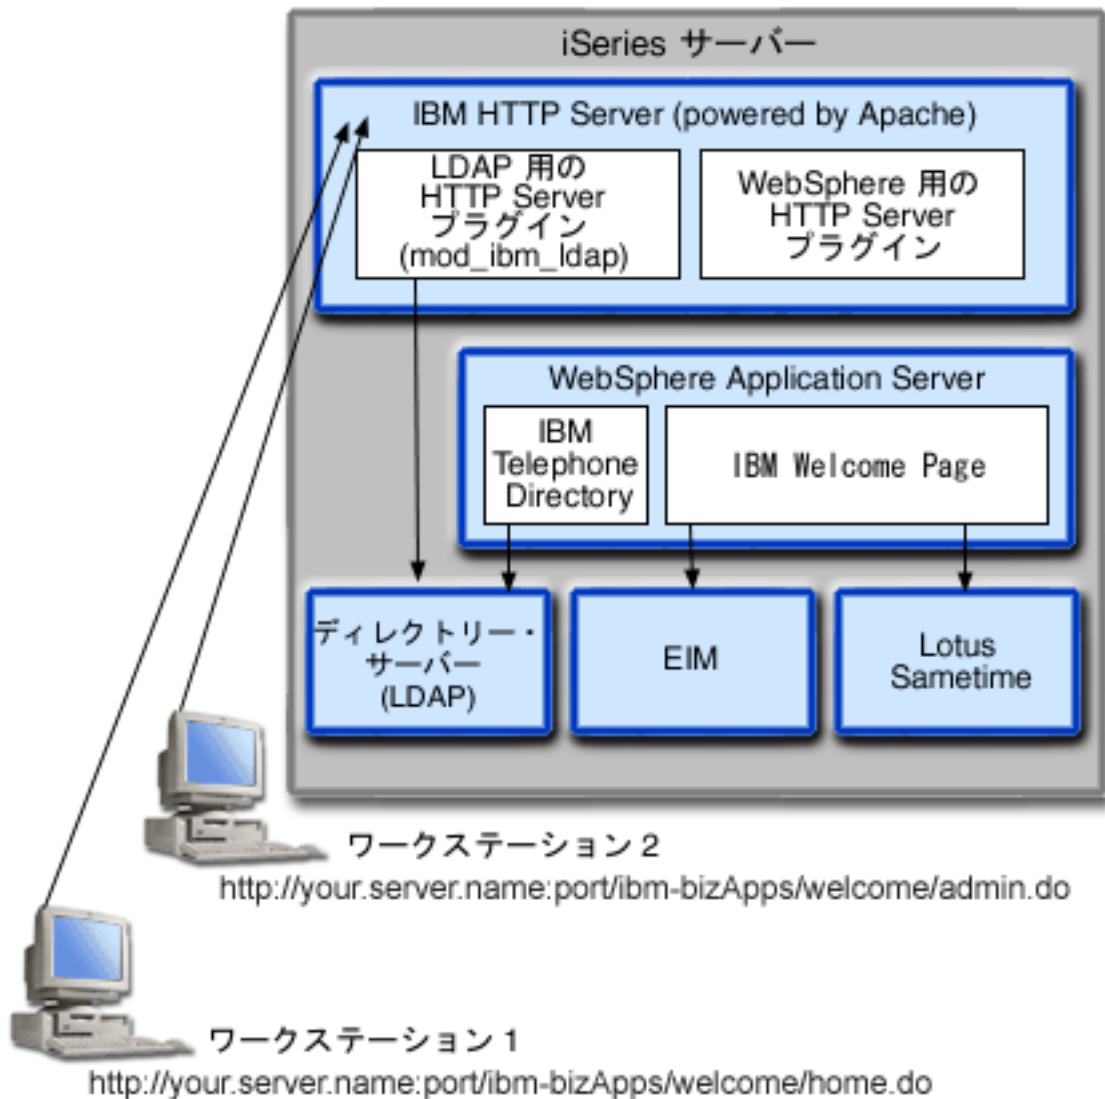 iSeries サーバー
IBM HTTP Server (powered by Apache)
LDAP 用の
HTTP Server
プラグイン
(mod_ibm_ldap)
WebSphere 用の
HTTP Server
プラグイン
WebSphere Application Server
IBM
Telephone
Directory
IBM Welcome Page
ディレクトリー・
サーバー
(LDAP)
EIM
Lotus
Sametime
ワークステーション 2
http://your.server.name:port/ibm-bizApps/welcome/admin.do
ワークステーション 1
http://your.server.name:port/ibm-bizApps/welcome/home.do